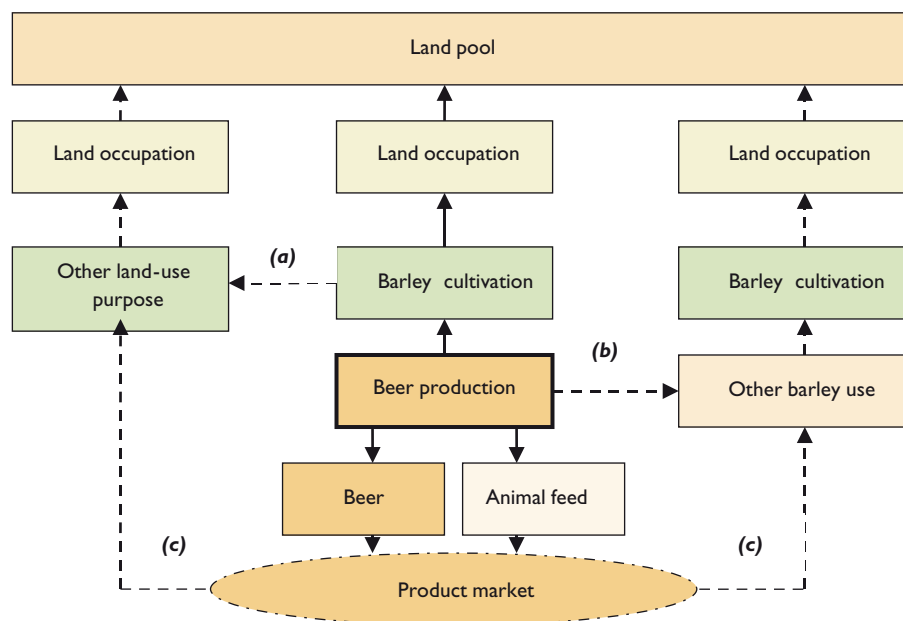 Land pool
Land occupation
Land occupation
Land occupation
Other land-use
purpose
(a)
Barley cultivation
Barley cultivation
Beer production
(b)
Other barley use
Beer
Animal feed
(c)
(c)
Product market